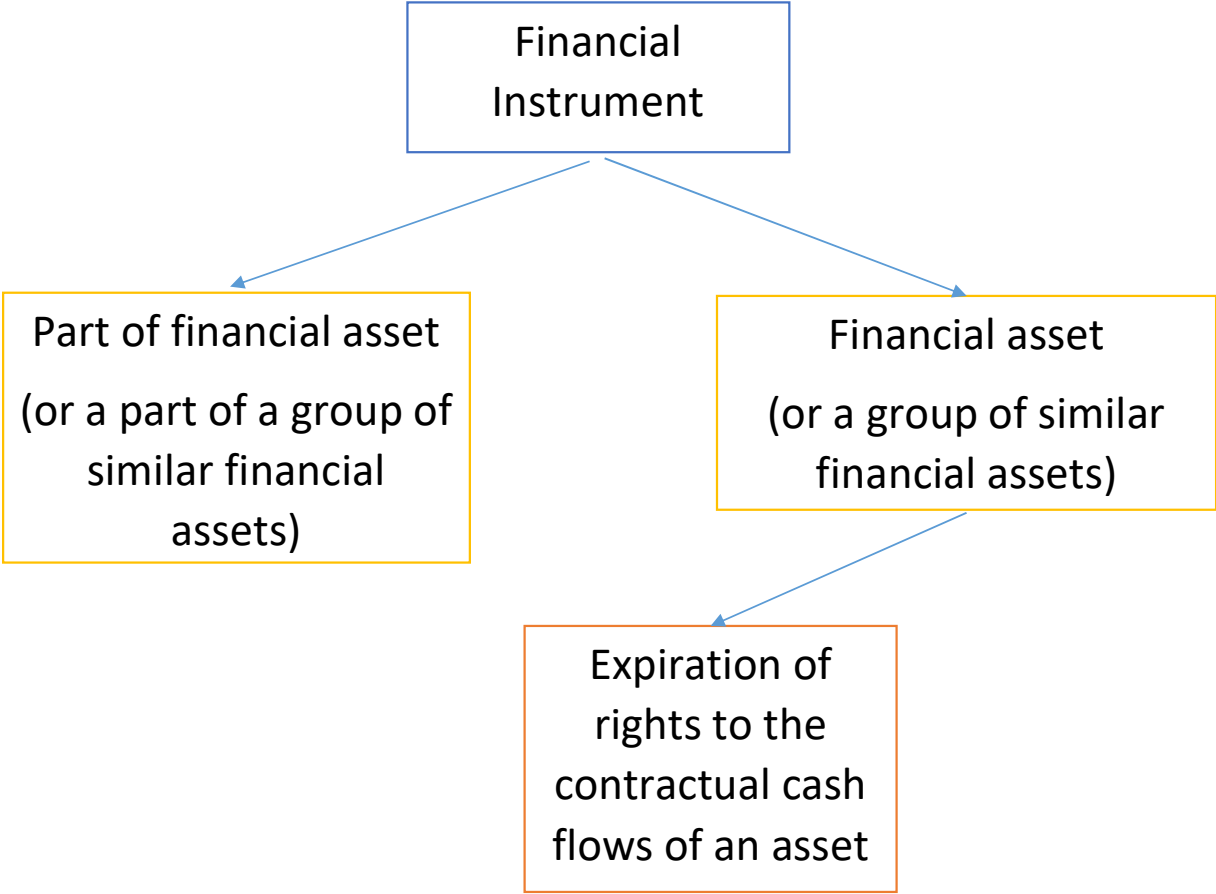 Financial
Instrument
Part of financial asset
(or a part of a group of
similar financial
assets)
Financial asset
(or a group of similar
financial assets)
Expiration of
rights to the
contractual cash
flows of an asset